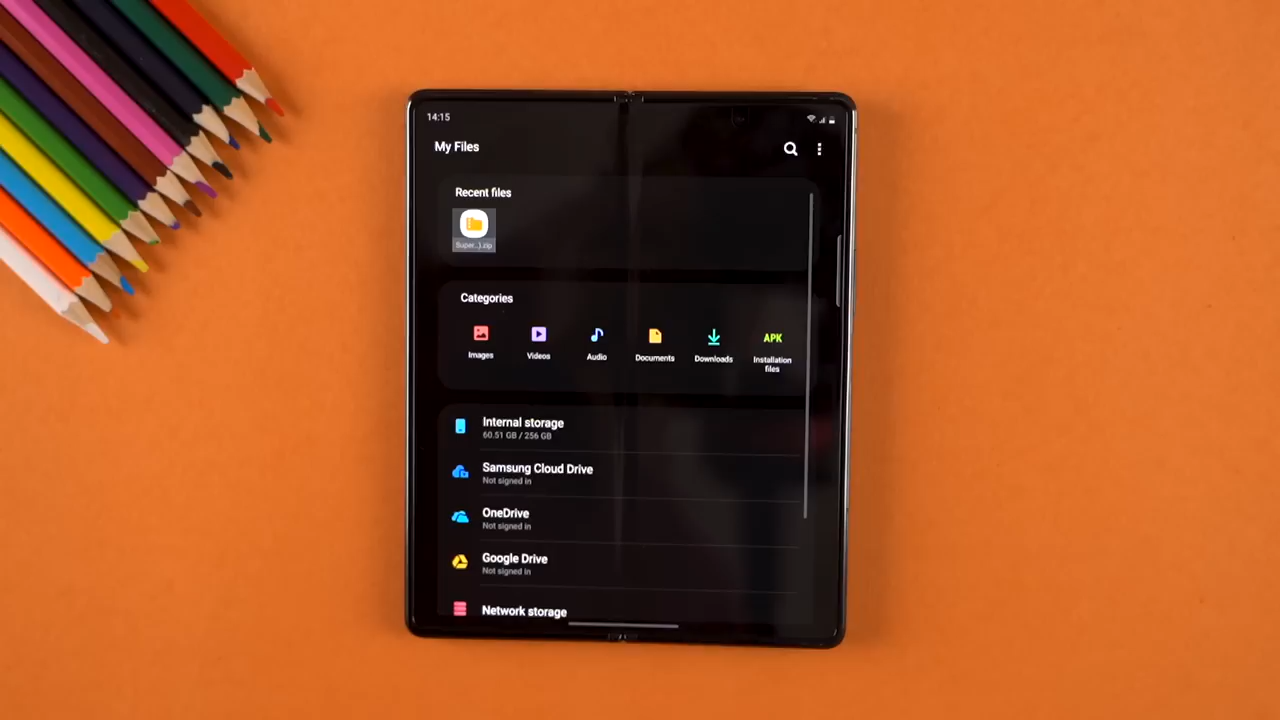 14:15
My Files
Recent files
Super...).zip
Categories
Images
Videos
Audio
Documents
Downloads
APK
Installation
files
Internal storage
60.51 GB / 256 GB
Samsung Cloud Drive
Not signed in
OneDrive
Not signed in
Google Drive
Not signed in
Network storage